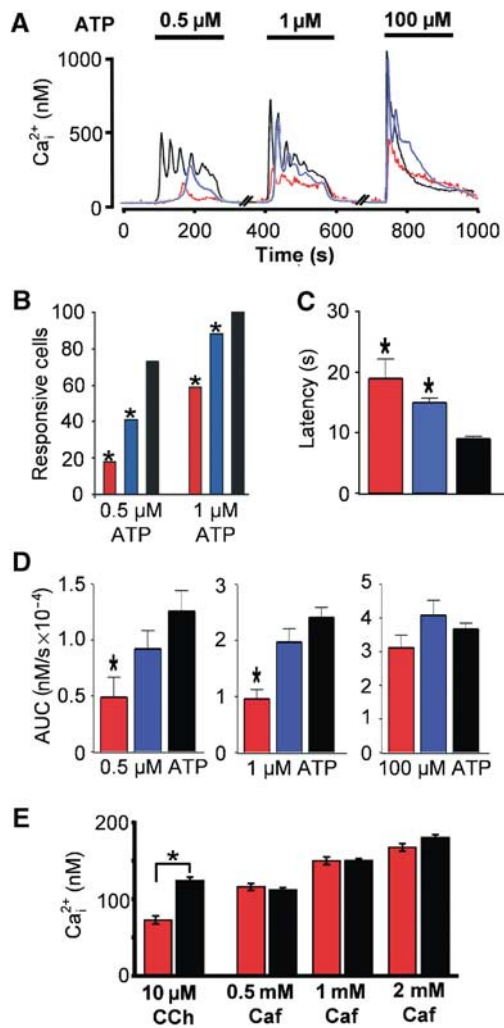 A
ATP 0.5 µM 1 µM 100 µM
Ca²⁺ᵢ (nM)
1000
500
0
0 200 400 600 800 1000
Time (s)
B
Responsive cells
100
80
60
40
20
0
* * * *
0.5 µM 1 µM
ATP ATP
C
Latency (s)
30
20
10
0
* *
D
AUC (nM/s×10⁻⁴)
1.5
1.0
0.5
0
*
0.5 µM ATP
3
2
1
0
*
1 µM ATP
5
4
3
2
1
0
100 µM ATP
E
Ca²⁺ᵢ (nM)
200
100
0
*
10 µM 0.5 mM 1 mM 2 mM
CCh Caf Caf Caf